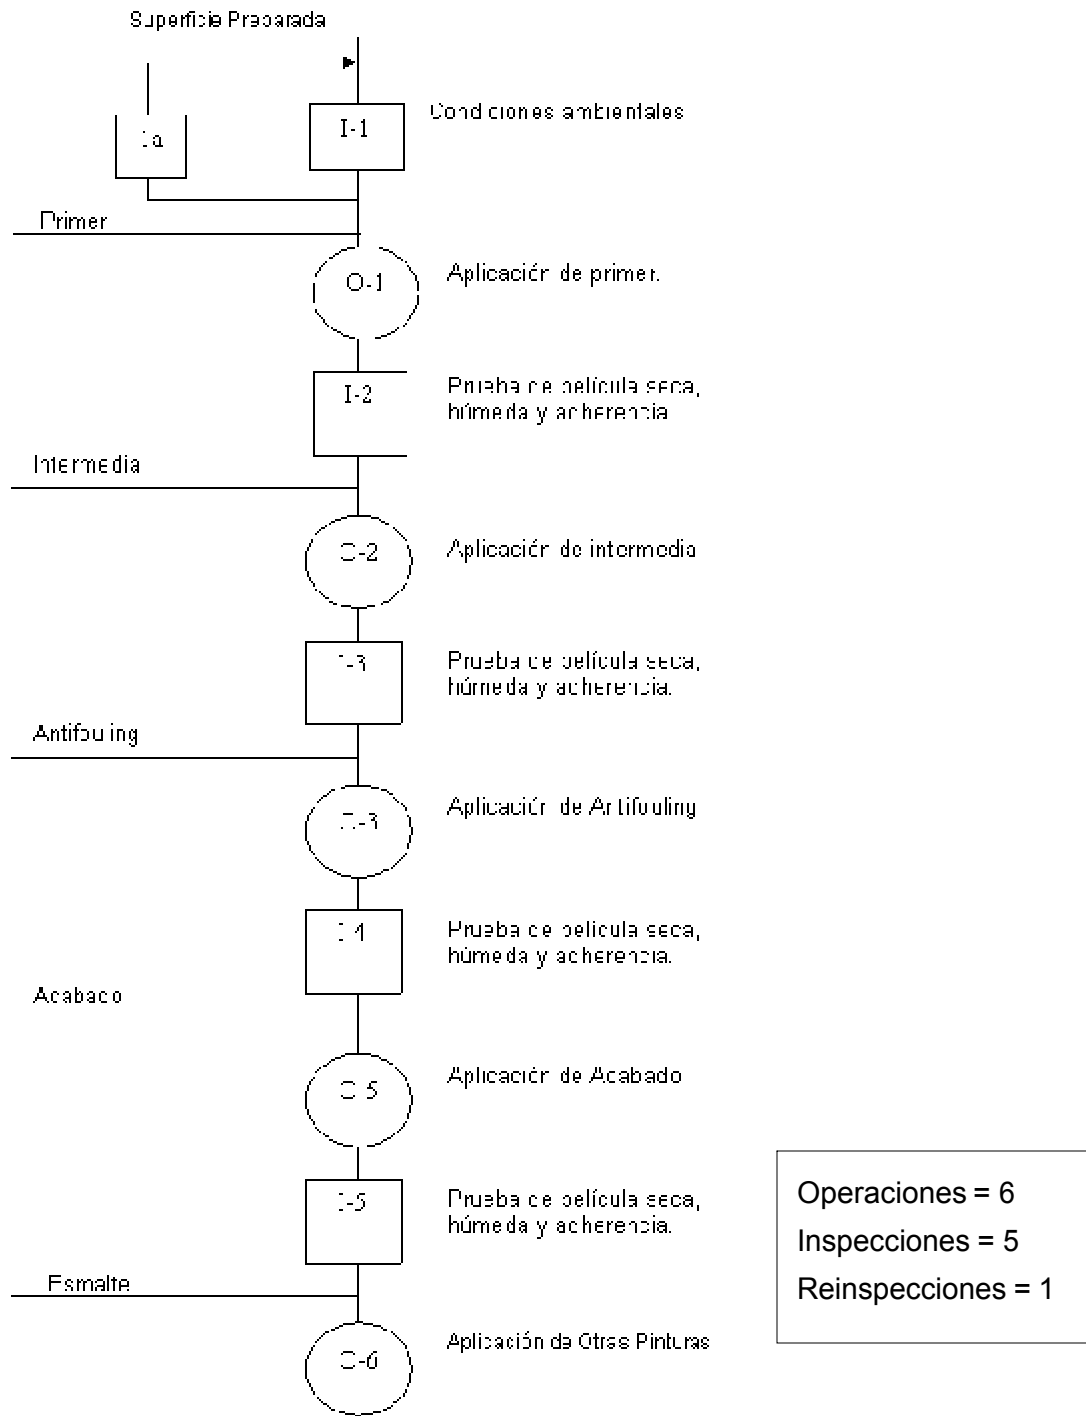 Superficie Preparada
Condiciones ambientales
I-1
Primer
O-1
Aplicación de primer.
I-2
Prueba de película seca,
húmeda y adherencia
Intermedia
O-2
Aplicación de intermedia
I-3
Prueba de película seca,
húmeda y adherencia.
Antifouling
O-3
Aplicación de Antifouling
I-4
Prueba de película seca,
húmeda y adherencia.
Acabado
O-5
Aplicación de Acabado
I-5
Prueba de película seca,
húmeda y adherencia.
Operaciones = 6
Inspecciones = 5
Reinspecciones = 1
Esmalte
O-6
Aplicación de Otras Pinturas